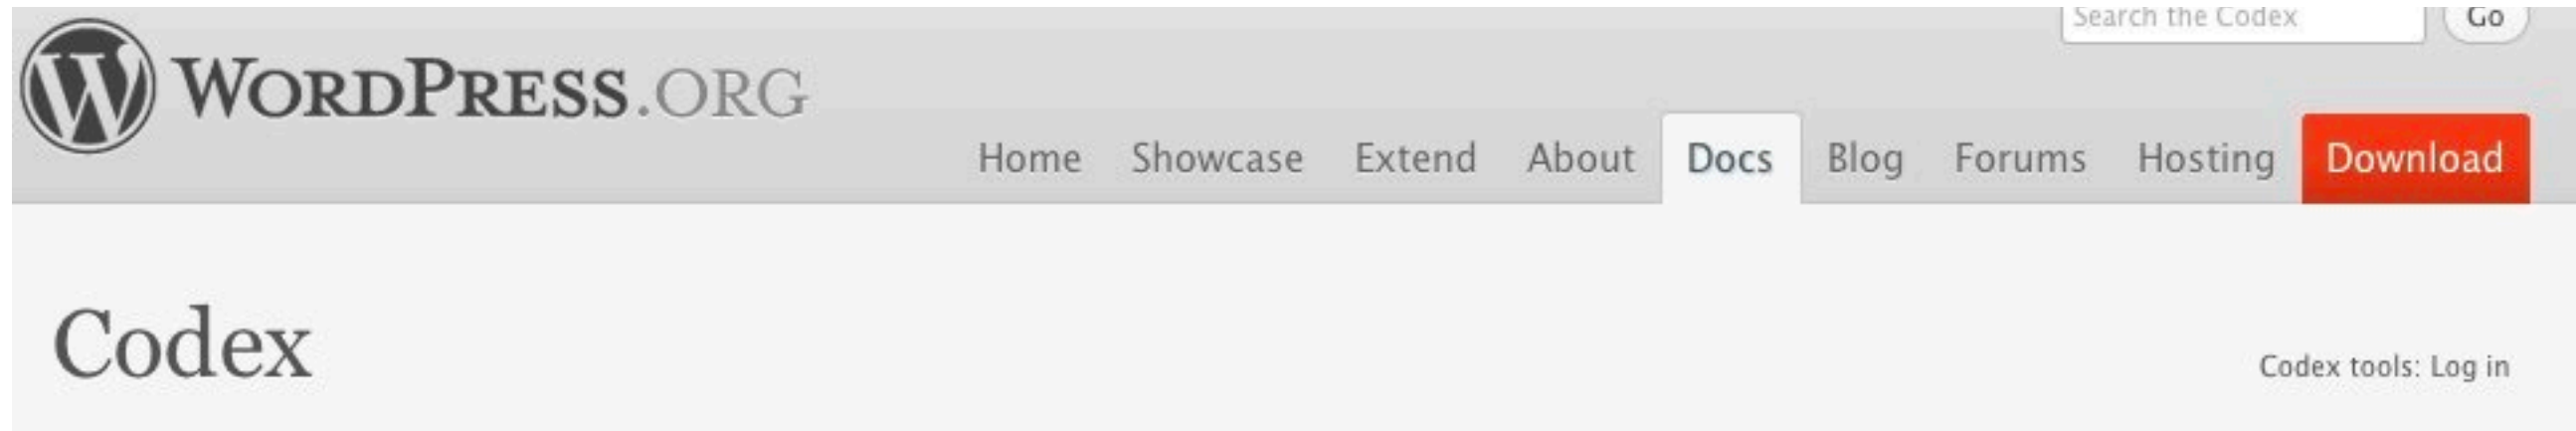 Search the Codex Go
WORDPRESS.ORG
Home Showcase Extend About Docs Blog Forums Hosting Download
Codex
Codex tools: Log in